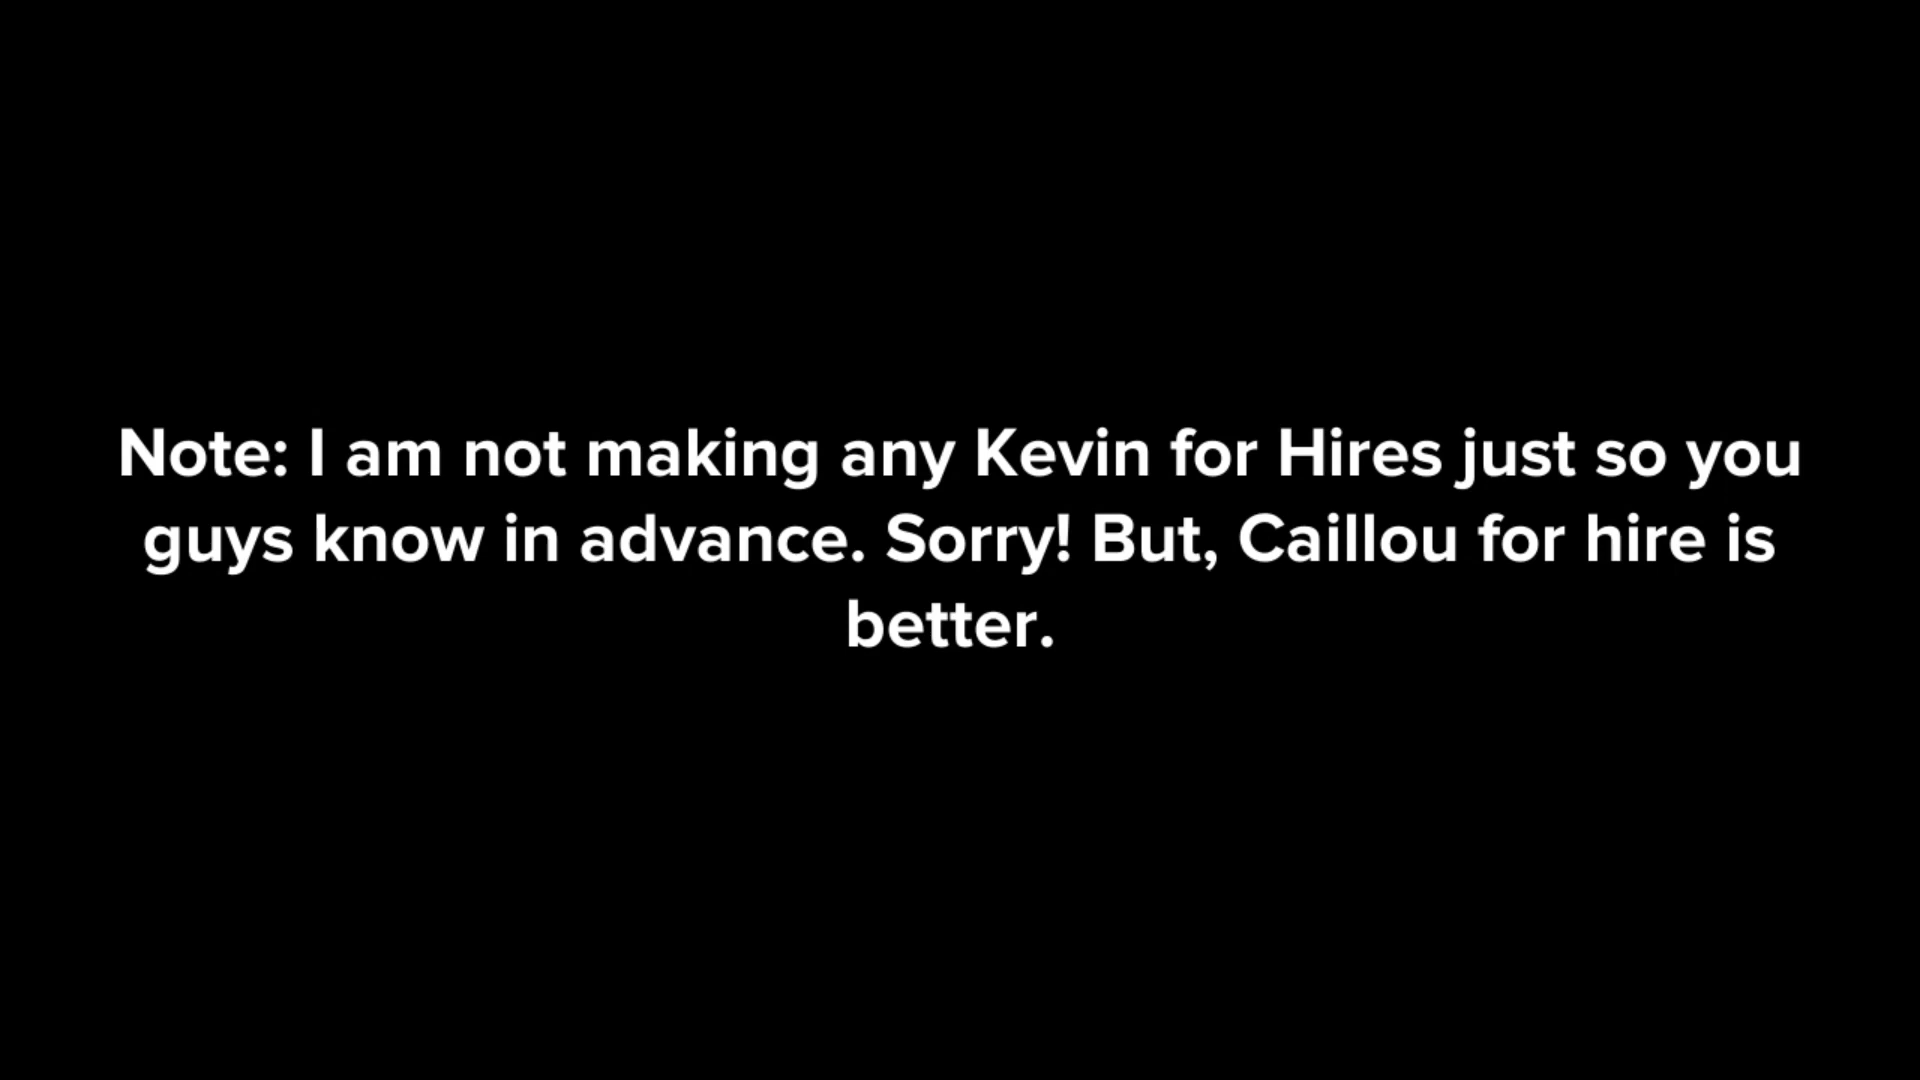 Note: I am not making any Kevin for Hires just so you
guys know in advance. Sorry! But, Caillou for hire is
better.